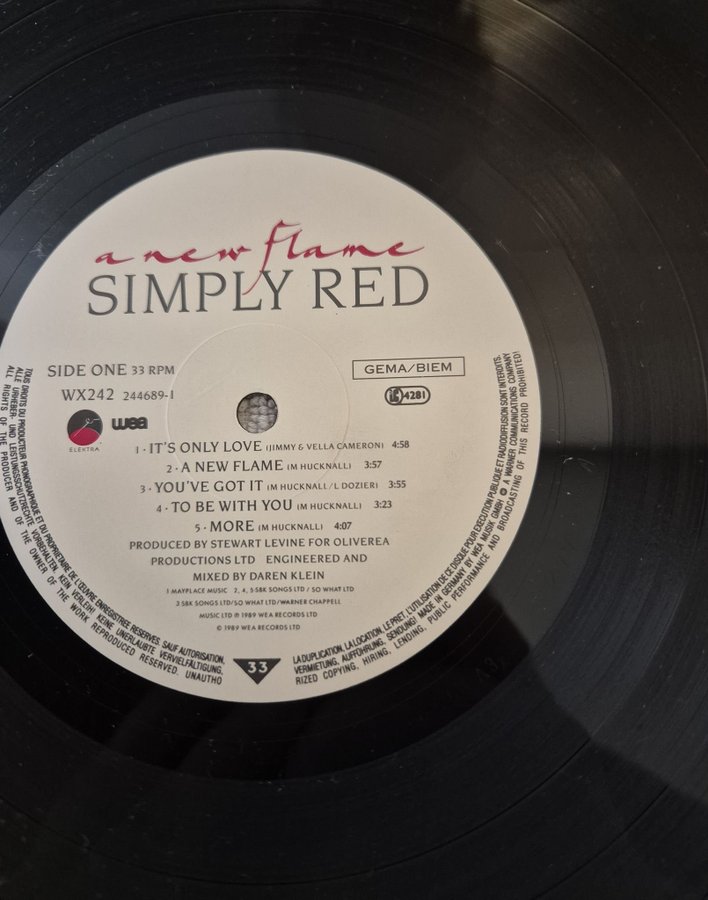 a new flame
SIMPLY RED
SIDE ONE 33 RPM
GEMA/BIEM
WX242 244689-1
LC 4281
ELEKTRA
wea
1 · IT'S ONLY LOVE (JIMMY & VELLA CAMERON) 4:58
2 · A NEW FLAME (M HUCKNALL) 3:57
3 · YOU'VE GOT IT (M HUCKNALL/L DOZIER) 3:55
4 · TO BE WITH YOU (M HUCKNALL) 3:23
5 · MORE (M HUCKNALL) 4:07
PRODUCED BY STEWART LEVINE FOR OLIVEREA
PRODUCTIONS LTD ENGINEERED AND
MIXED BY DAREN KLEIN
1 MAYPLACE MUSIC 2, 4, 5 SBK SONGS LTD / SO WHAT LTD
3 SBK SONGS LTD/SO WHAT LTD/WARNER CHAPPELL
MUSIC LTD ℗ 1989 WEA RECORDS LTD
© 1989 WEA RECORDS LTD
33
TOUS DROITS DU PRODUCTEUR PHONOGRAPHIQUE ET DU PROPRIETAIRE DE L'ŒUVRE ENREGISTREE RESERVES. SAUF AUTORISATION,
LA DUPLICATION, LA LOCATION, LE PRET, L'UTILISATION DE CE DISQUE POUR EXECUTION PUBLIQUE ET RADIODIFFUSION SONT INTERDITS.
ALLE URHEBER- UND LEISTUNGSSCHUTZRECHTE VORBEHALTEN. KEIN VERLEIH! KEINE UNERLAUBTE VERVIELFÄLTIGUNG,
VERMIETUNG, AUFFÜHRUNG, SENDUNG! MADE IN GERMANY BY WEA MUSIK GMBH A WARNER COMMUNICATIONS COMPANY
ALL RIGHTS OF THE PRODUCER AND OF THE OWNER OF THE WORK REPRODUCED RESERVED. UNAUTHO
RIZED COPYING, HIRING, LENDING, PUBLIC PERFORMANCE AND BROADCASTING OF THIS RECORD PROHIBITED!